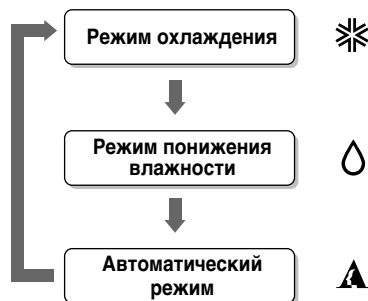 Режим охлаждения
Режим понижения
влажности
Автоматический
режим